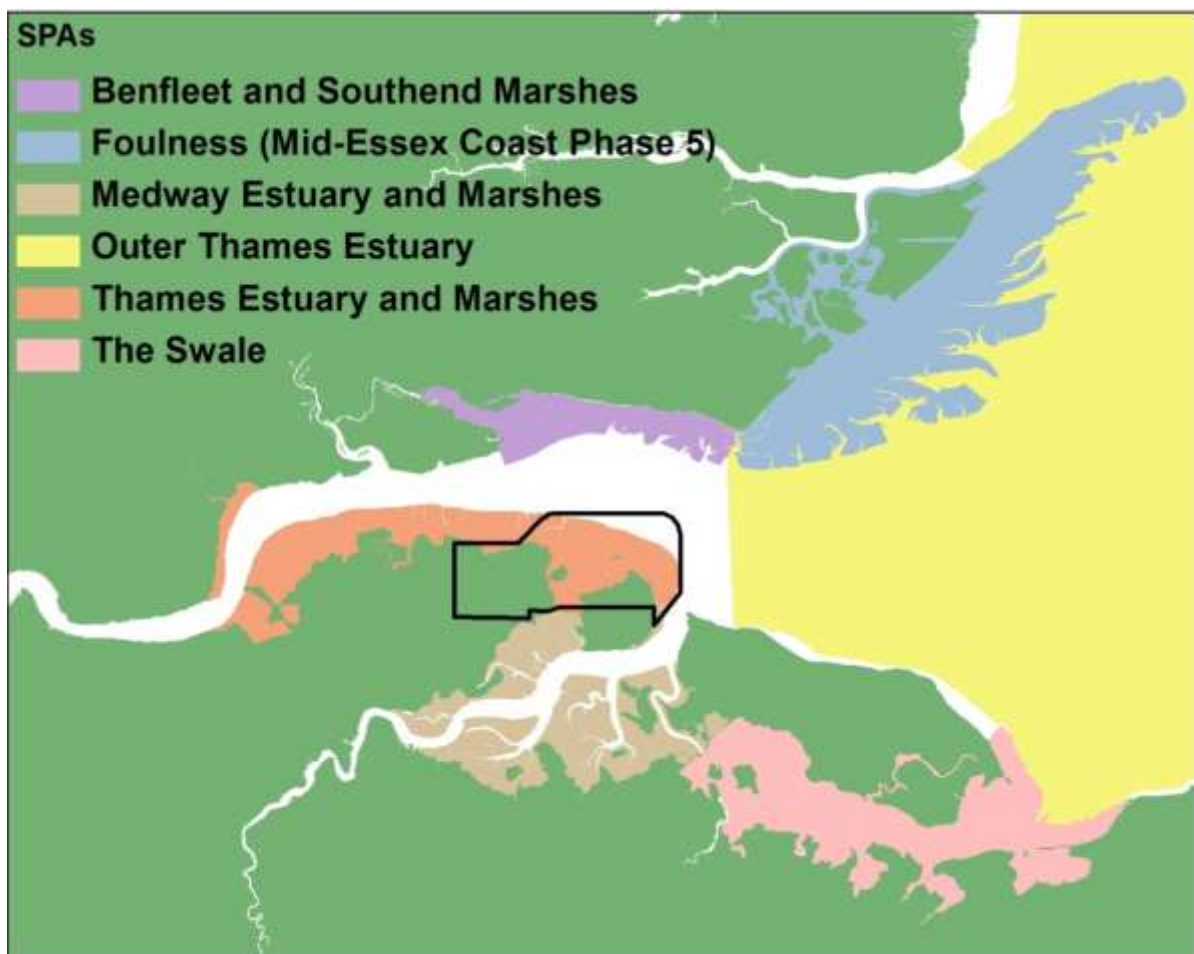 SPAs
Benfleet and Southend Marshes
Foulness (Mid-Essex Coast Phase 5)
Medway Estuary and Marshes
Outer Thames Estuary
Thames Estuary and Marshes
The Swale